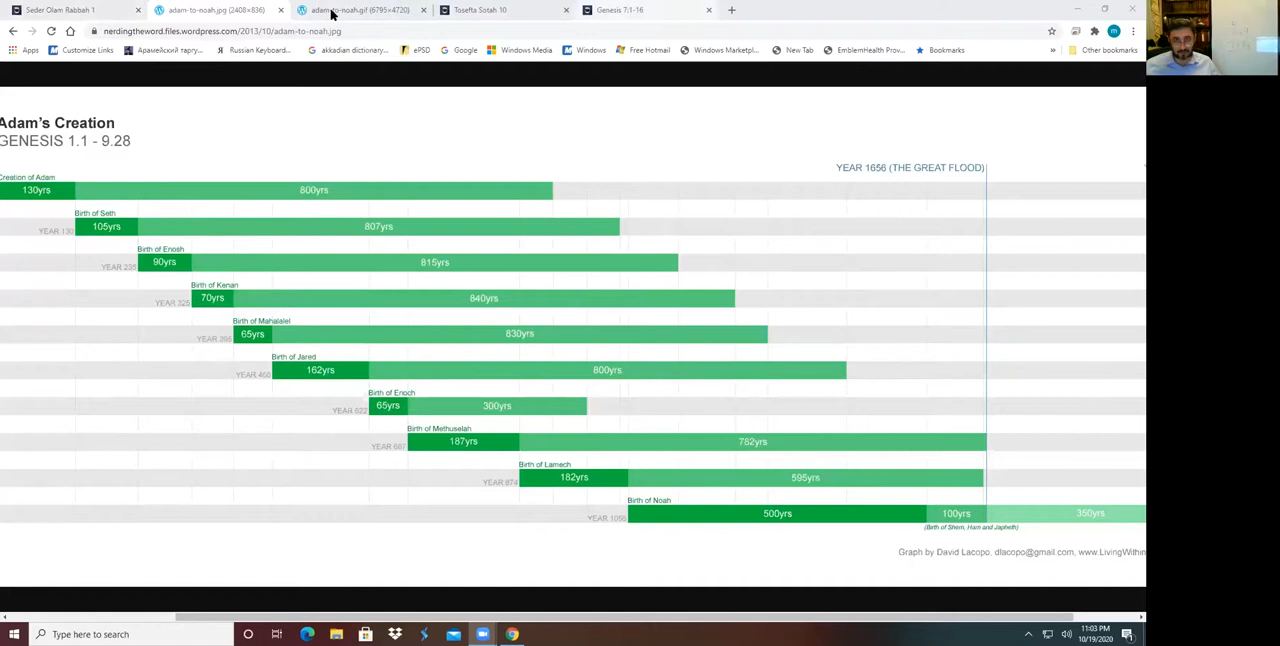 Seder Olam Rabbah 1
adam-to-noah.jpg (2408×836)
adam-to-noah.gif (6795×4720)
Tosefta Sotah 10
Genesis 7:1-16
nerdingtheword.files.wordpress.com/2013/10/adam-to-noah.jpg
Apps
Customize Links
Арамейский таргу...
Russian Keyboard...
akkadian dictionary...
ePSD
Google
Windows Media
Windows
Free Hotmail
Windows Marketpl...
New Tab
EmblemHealth Prov...
Bookmarks
Other bookmarks
Adam's Creation
GENESIS 1.1 - 9.28
YEAR 1656 (THE GREAT FLOOD)
Creation of Adam
130yrs 800yrs
Birth of Seth
YEAR 130 105yrs 807yrs
Birth of Enosh
YEAR 235 90yrs 815yrs
Birth of Kenan
YEAR 325 70yrs 840yrs
Birth of Mahalalel
YEAR 65yrs 830yrs
Birth of Jared
YEAR 460 162yrs 800yrs
Birth of Enoch
YEAR 622 65yrs 300yrs
Birth of Methuselah
YEAR 687 187yrs 782yrs
Birth of Lamech
YEAR 874 182yrs 595yrs
Birth of Noah
YEAR 1056 500yrs 100yrs 350yrs
(Birth of Shem, Ham and Japheth)
Graph by David Lacopo, dlacopo@gmail.com, www.LivingWithin
Type here to search
11:03 PM
10/19/2020